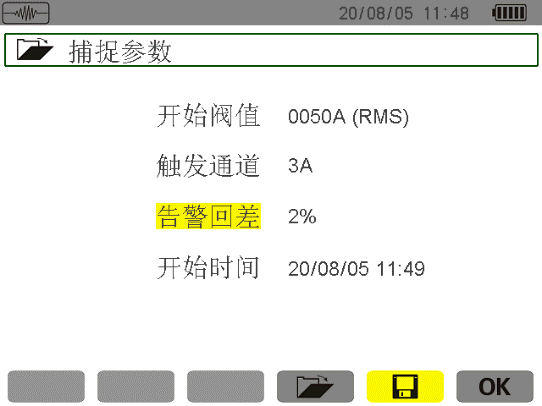 20/08/05 11:48
捕捉参数
开始阀值 0050A (RMS)
触发通道 3A
告警回差 2%
开始时间 20/08/05 11:49
OK